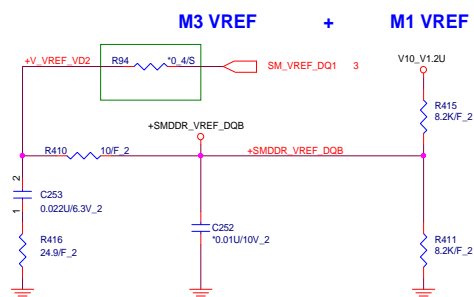 M3 VREF + M1 VREF
+V_VREF_VD2 R94 *0_4/S SM_VREF_DQ1 3 V10_V1.2U
R415
8.2K/F_2
+SMDDR_VREF_DQB
R410 10/F_2 +SMDDR_VREF_DQB
2
C253
1
0.022U/6.3V_2
C252
*0.01U/10V_2
R416
24.9/F_2
R411
8.2K/F_2